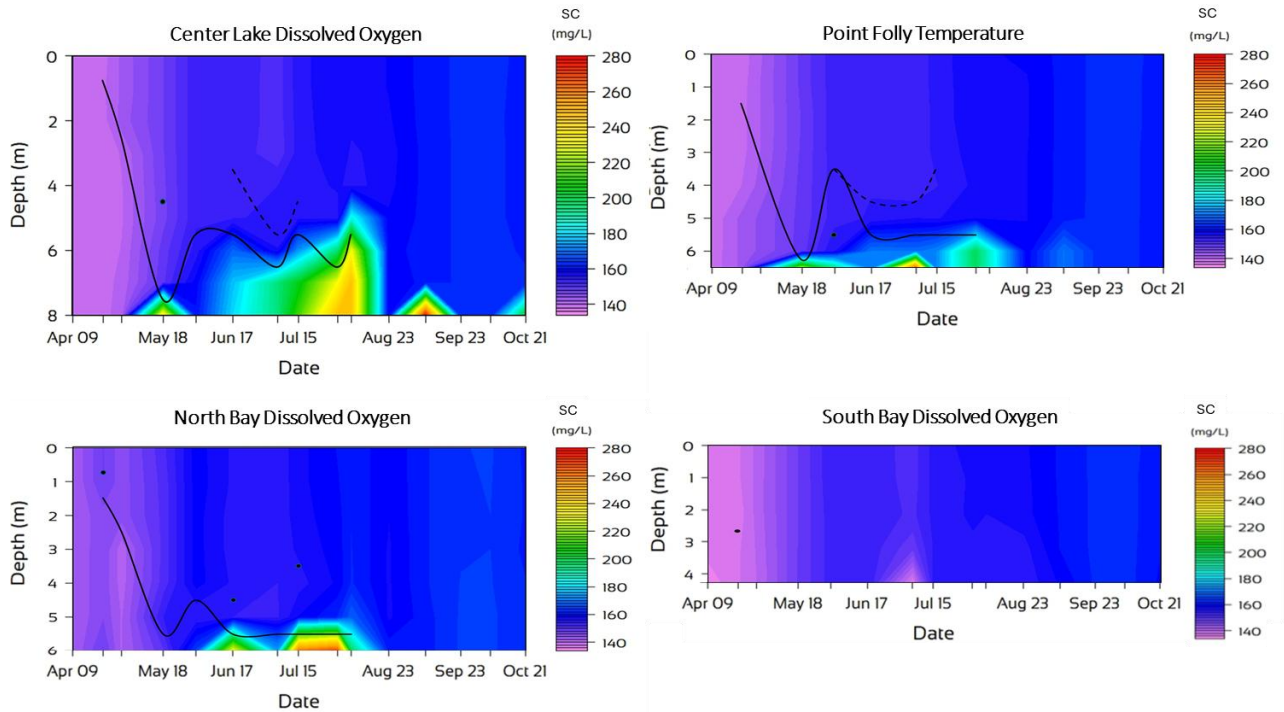 Center Lake Dissolved Oxygen
SC
(mg/L)
0
2
4
6
8
Depth (m)
Apr 09 May 18 Jun 17 Jul 15 Aug 23 Sep 23 Oct 21
Date
280
260
240
220
200
180
160
140
Point Folly Temperature
SC
(mg/L)
0
1
2
3
4
5
6
Depth (m)
Apr 09 May 18 Jun 17 Jul 15 Aug 23 Sep 23 Oct 21
Date
280
260
240
220
200
180
160
140
North Bay Dissolved Oxygen
SC
(mg/L)
0
1
2
3
4
5
6
Depth (m)
Apr 09 May 18 Jun 17 Jul 15 Aug 23 Sep 23 Oct 21
Date
280
260
240
220
200
180
160
140
South Bay Dissolved Oxygen
SC
(mg/L)
0
1
2
3
4
Depth (m)
Apr 09 May 18 Jun 17 Jul 15 Aug 23 Sep 23 Oct 21
Date
280
260
240
220
200
180
160
140